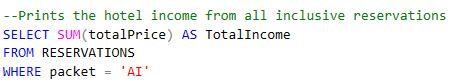 --Prints the hotel income from all inclusive reservations
SELECT SUM(totalPrice) AS TotalIncome
FROM RESERVATIONS
WHERE packet = 'AI'